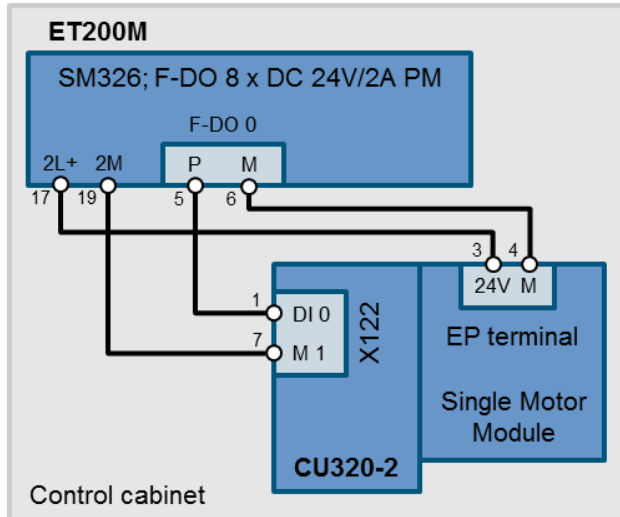 ET200M
SM326; F-DO 8 x DC 24V/2A PM
F-DO 0
2L+ 2M P M
17 19 5 6
3 4
24V M
1 DI 0
7 M 1
X122
EP terminal
Single Motor
Module
CU320-2
Control cabinet